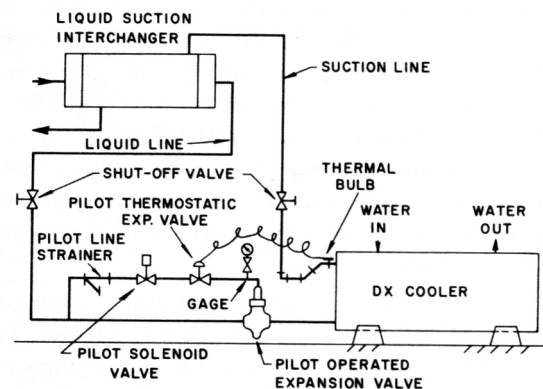 LIQUID SUCTION
INTERCHANGER
SUCTION LINE
LIQUID LINE
SHUT-OFF VALVE
THERMAL
BULB
PILOT THERMOSTATIC
EXP. VALVE
WATER
IN
WATER
OUT
PILOT LINE
STRAINER
GAGE
DX COOLER
PILOT SOLENOID
VALVE
PILOT OPERATED
EXPANSION VALVE